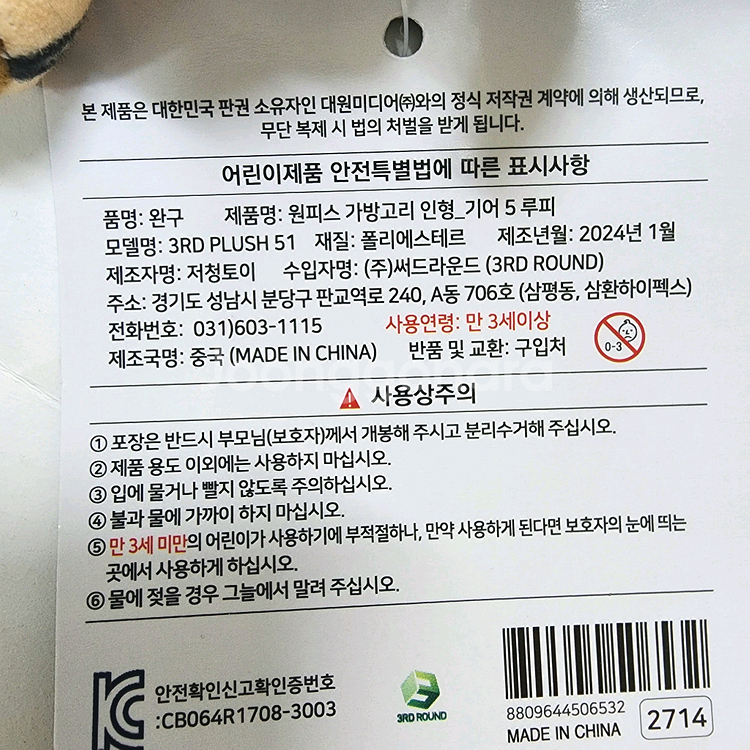 본 제품은 대한민국 판권 소유자인 대원미디어㈜와의 정식 저작권 계약에 의해 생산되므로,
무단 복제 시 법의 처벌을 받게 됩니다.
어린이제품 안전특별법에 따른 표시사항
품명: 완구 제품명: 원피스 가방고리 인형_기어 5 루피
모델명: 3RD PLUSH 51 재질: 폴리에스테르 제조년월: 2024년 1월
제조자명: 저청토이 수입자명: (주)써드라운드 (3RD ROUND)
주소: 경기도 성남시 분당구 판교역로 240, A동 706호 (삼평동, 삼환하이펙스)
전화번호: 031)603-1115 사용연령: 만 3세이상
0-3
제조국명: 중국 (MADE IN CHINA) 반품 및 교환: 구입처
joonggonara
사용상주의
① 포장은 반드시 부모님(보호자)께서 개봉해 주시고 분리수거해 주십시오.
② 제품 용도 이외에는 사용하지 마십시오.
③ 입에 물거나 빨지 않도록 주의하십시오.
④ 불과 물에 가까이 하지 마십시오.
⑤ 만 3세 미만의 어린이가 사용하기에 부적절하나, 만약 사용하게 된다면 보호자의 눈에 띄는
곳에서 사용하게 하십시오.
⑥ 물에 젖을 경우 그늘에서 말려 주십시오.
KC
안전확인신고확인증번호
:CB064R1708-3003
3RD ROUND
8809644506532
MADE IN CHINA
2714